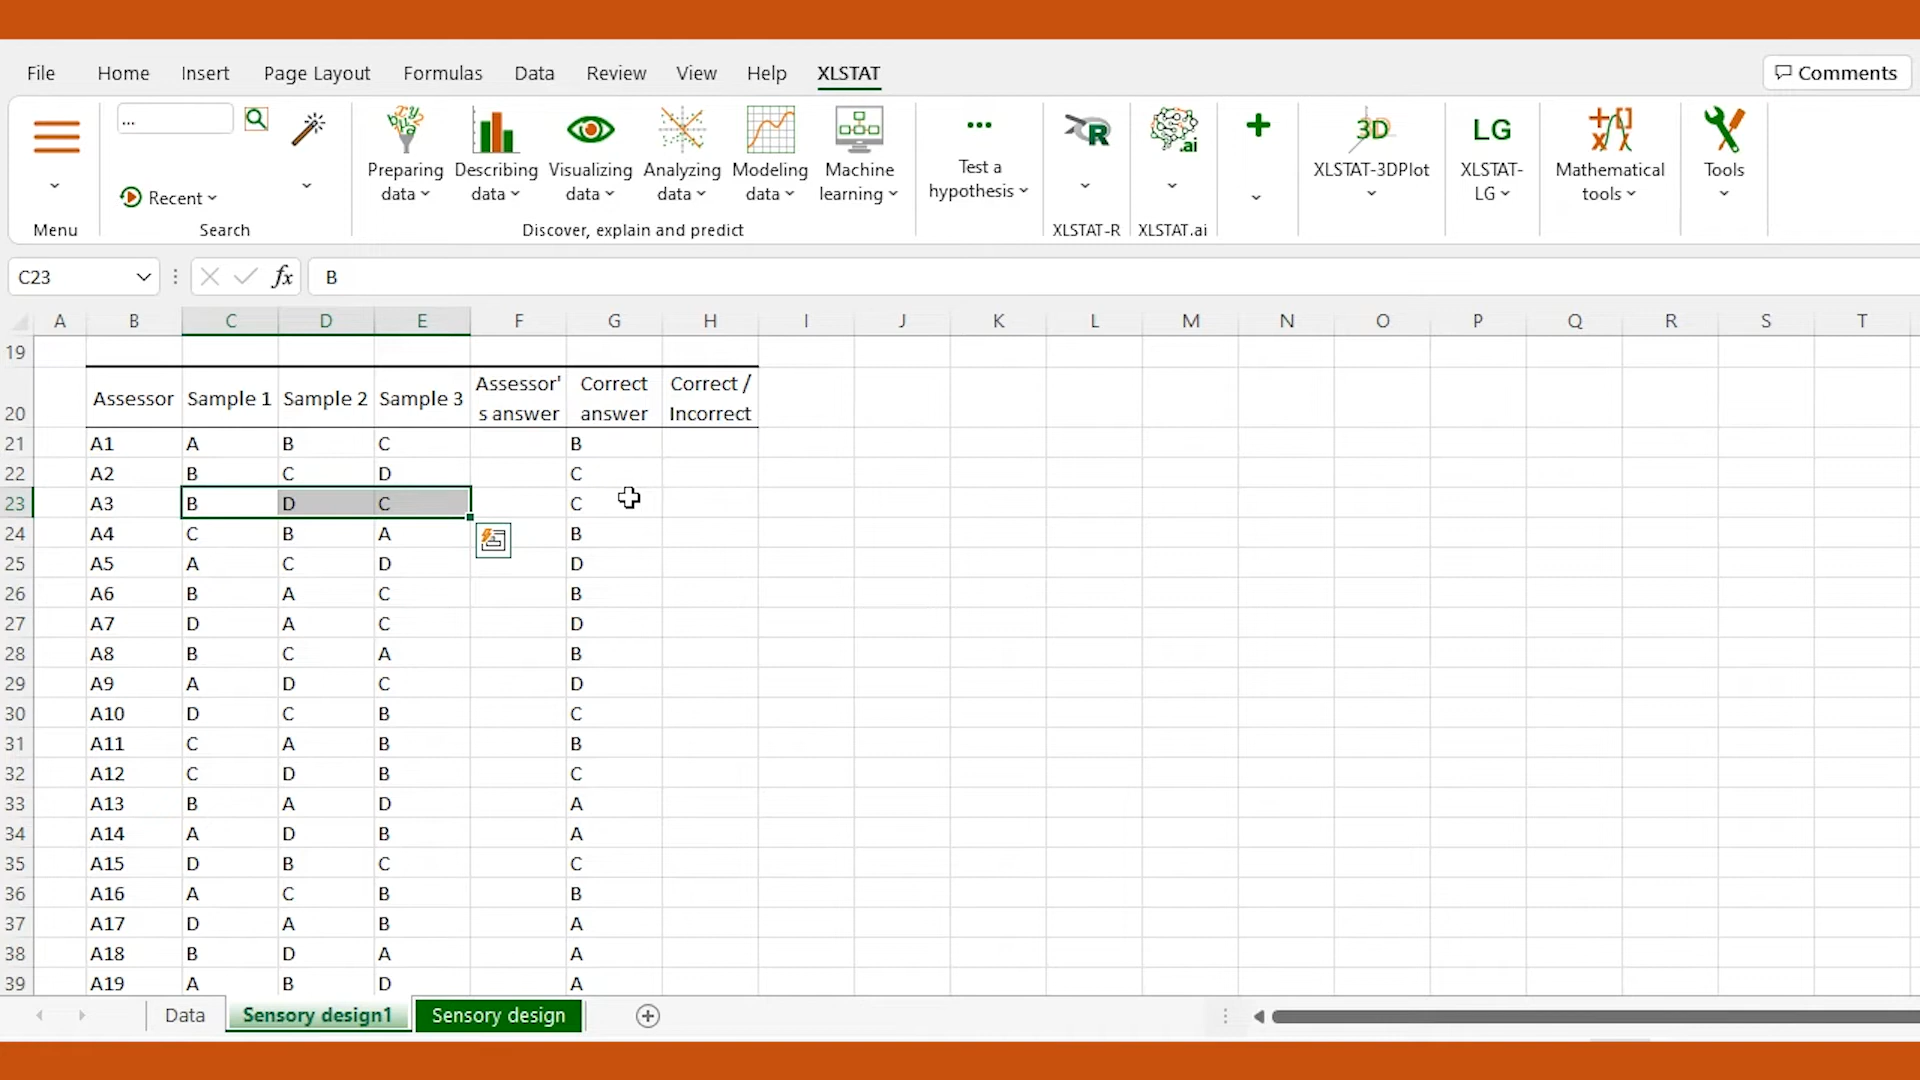 File Home Insert Page Layout Formulas Data Review View Help XLSTAT Comments
...
Recent
Menu
Search
Preparing data
Describing data
Visualizing data
Analyzing data
Modeling data
Machine learning
Discover, explain and predict
Test a hypothesis
R
XLSTAT-R
.ai
XLSTAT.ai
3D
XLSTAT-3DPlot
LG
XLSTAT-LG
Mathematical tools
Tools
C23 fx B
A B C D E F G H I J K L M N O P Q R S T
19
20 Assessor Sample 1 Sample 2 Sample 3 Assessor's answer Correct answer Correct / Incorrect
21 A1 A B C B
22 A2 B C D C
23 A3 B D C C
24 A4 C B A B
25 A5 A C D D
26 A6 B A C B
27 A7 D A C D
28 A8 B C A B
29 A9 A D C D
30 A10 D C B C
31 A11 C A B B
32 A12 C D B C
33 A13 B A D A
34 A14 A D B A
35 A15 D B C C
36 A16 A C B B
37 A17 D A B A
38 A18 B D A A
39 A19 A B D A
Data Sensory design1 Sensory design